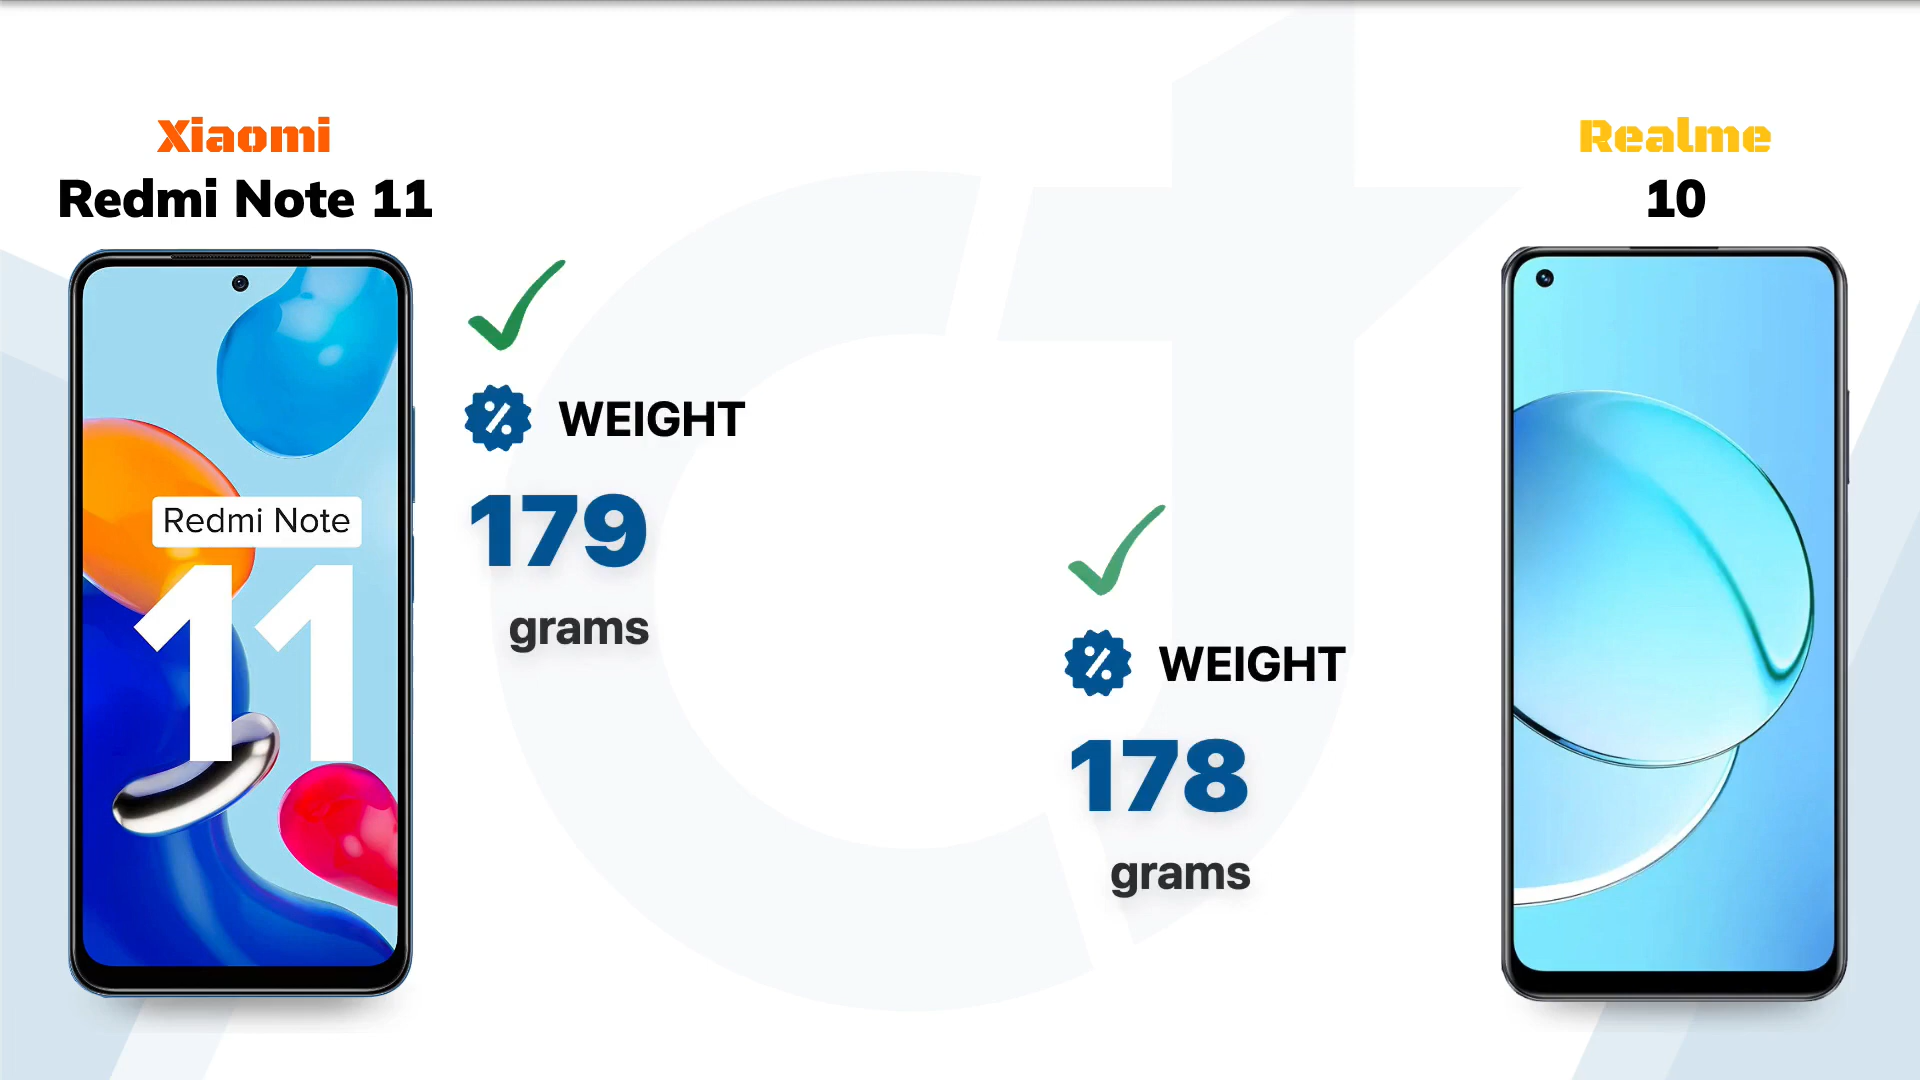 Xiaomi
Redmi Note 11
Redmi Note
11
WEIGHT
179
grams
Realme
10
WEIGHT
178
grams